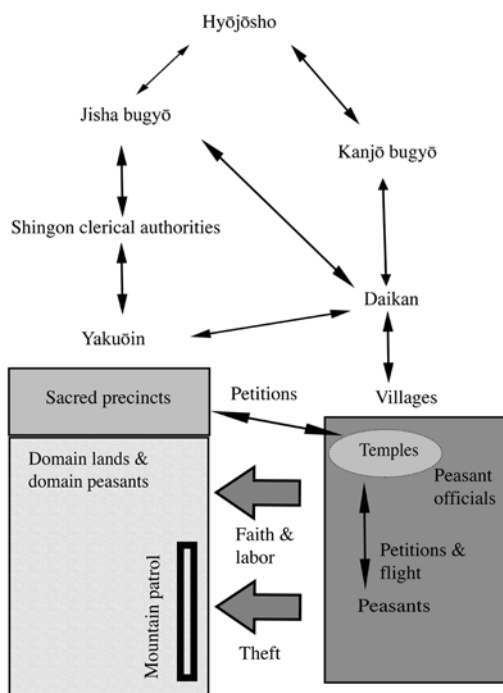 Hyōjōsho
Jisha bugyō
Kanjō bugyō
Shingon clerical authorities
Daikan
Yakuōin
Sacred precincts
Petitions
Villages
Domain lands &
domain peasants
Temples
Peasant
officials
Faith &
labor
Petitions &
flight
Mountain patrol
Peasants
Theft